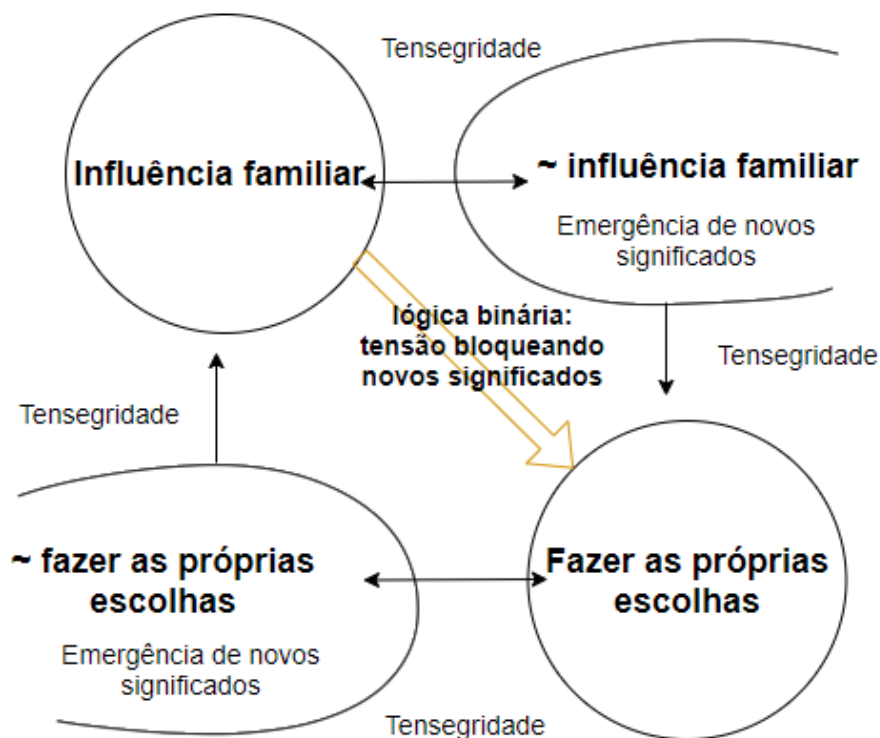 Tensegridade
Influência familiar
~ influência familiar
Emergência de novos
significados
lógica binária:
tensão bloqueando
novos significados
Tensegridade
Tensegridade
~ fazer as próprias
escolhas
Emergência de novos
significados
Fazer as próprias
escolhas
Tensegridade